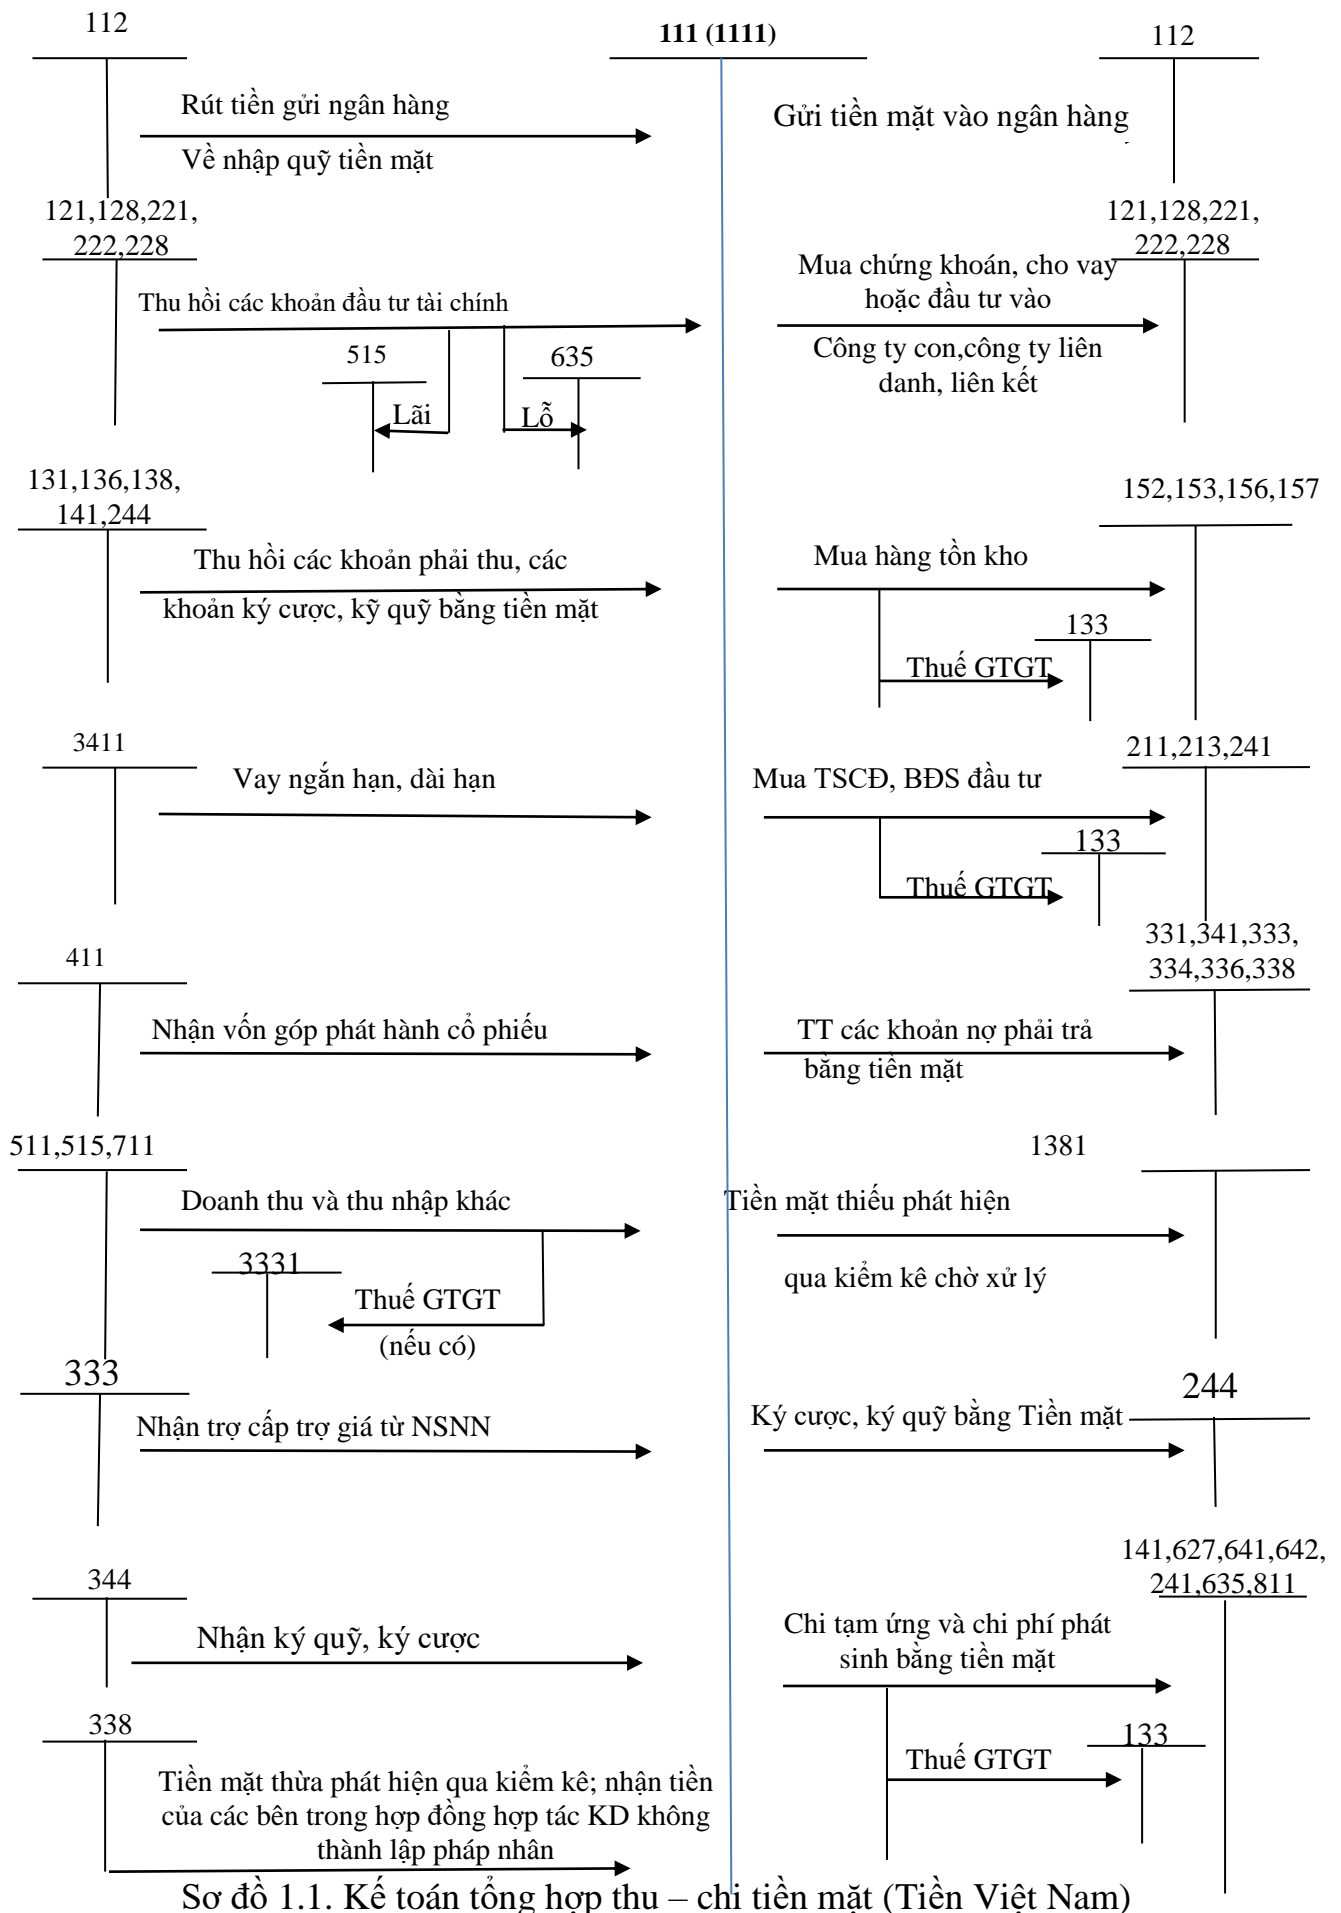 112
111 (1111)
112
Rút tiền gửi ngân hàng
Về nhập quỹ tiền mặt
Gửi tiền mặt vào ngân hàng
121,128,221,
222,228
121,128,221,
222,228
Thu hồi các khoản đầu tư tài chính
515
635
Lãi
Lỗ
Mua chứng khoán, cho vay
hoặc đầu tư vào
Công ty con,công ty liên
danh, liên kết
131,136,138,
141,244
152,153,156,157
Thu hồi các khoản phải thu, các
khoản ký cược, kỹ quỹ bằng tiền mặt
Mua hàng tồn kho
133
Thuế GTGT
3411
211,213,241
Vay ngắn hạn, dài hạn
Mua TSCĐ, BĐS đầu tư
133
Thuế GTGT
411
331,341,333,
334,336,338
Nhận vốn góp phát hành cổ phiếu
TT các khoản nợ phải trả
bằng tiền mặt
511,515,711
1381
Doanh thu và thu nhập khác
3331
Thuế GTGT
(nếu có)
Tiền mặt thiếu phát hiện
qua kiểm kê chờ xử lý
333
244
Nhận trợ cấp trợ giá từ NSNN
Ký cược, ký quỹ bằng Tiền mặt
344
141,627,641,642,
241,635,811
Nhận ký quỹ, ký cược
Chi tạm ứng và chi phí phát
sinh bằng tiền mặt
338
133
Thuế GTGT
Tiền mặt thừa phát hiện qua kiểm kê; nhận tiền
của các bên trong hợp đồng hợp tác KD không
thành lập pháp nhân
Sơ đồ 1.1. Kế toán tổng hợp thu – chi tiền mặt (Tiền Việt Nam)